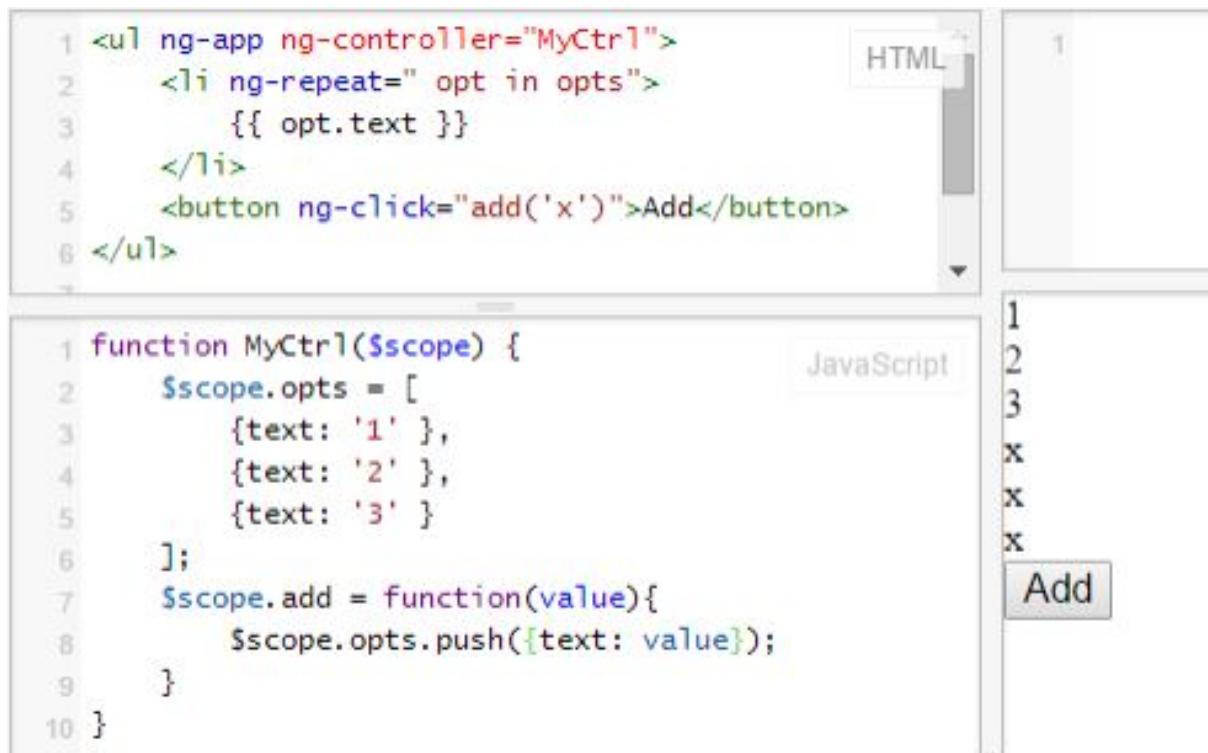 1 <ul ng-app ng-controller="MyCtrl">
2     <li ng-repeat=" opt in opts">
3         {{ opt.text }}
4     </li>
5     <button ng-click="add('x')">Add</button>
6 </ul>
HTML
1 function MyCtrl($scope) {
2     $scope.opts = [
3         {text: '1' },
4         {text: '2' },
5         {text: '3' }
6     ];
7     $scope.add = function(value){
8         $scope.opts.push({text: value});
9     }
10 }
JavaScript
1
1
2
3
x
x
x
Add